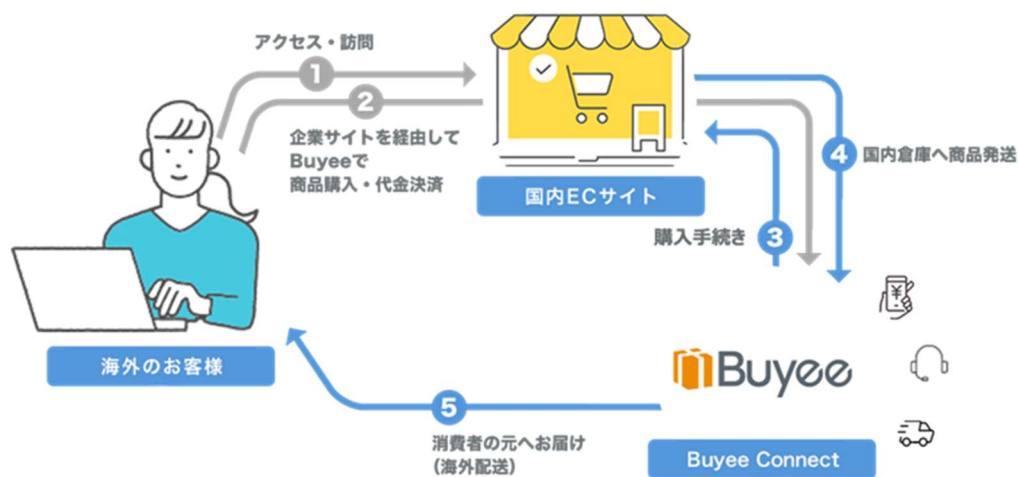 アクセス・訪問
1
2
企業サイトを経由して
Buyeeで
商品購入・代金決済
国内ECサイト
購入手続き
3
4
国内倉庫へ商品発送
¥
海外のお客様
Buyee
5
消費者の元へお届け
(海外配送)
Buyee Connect